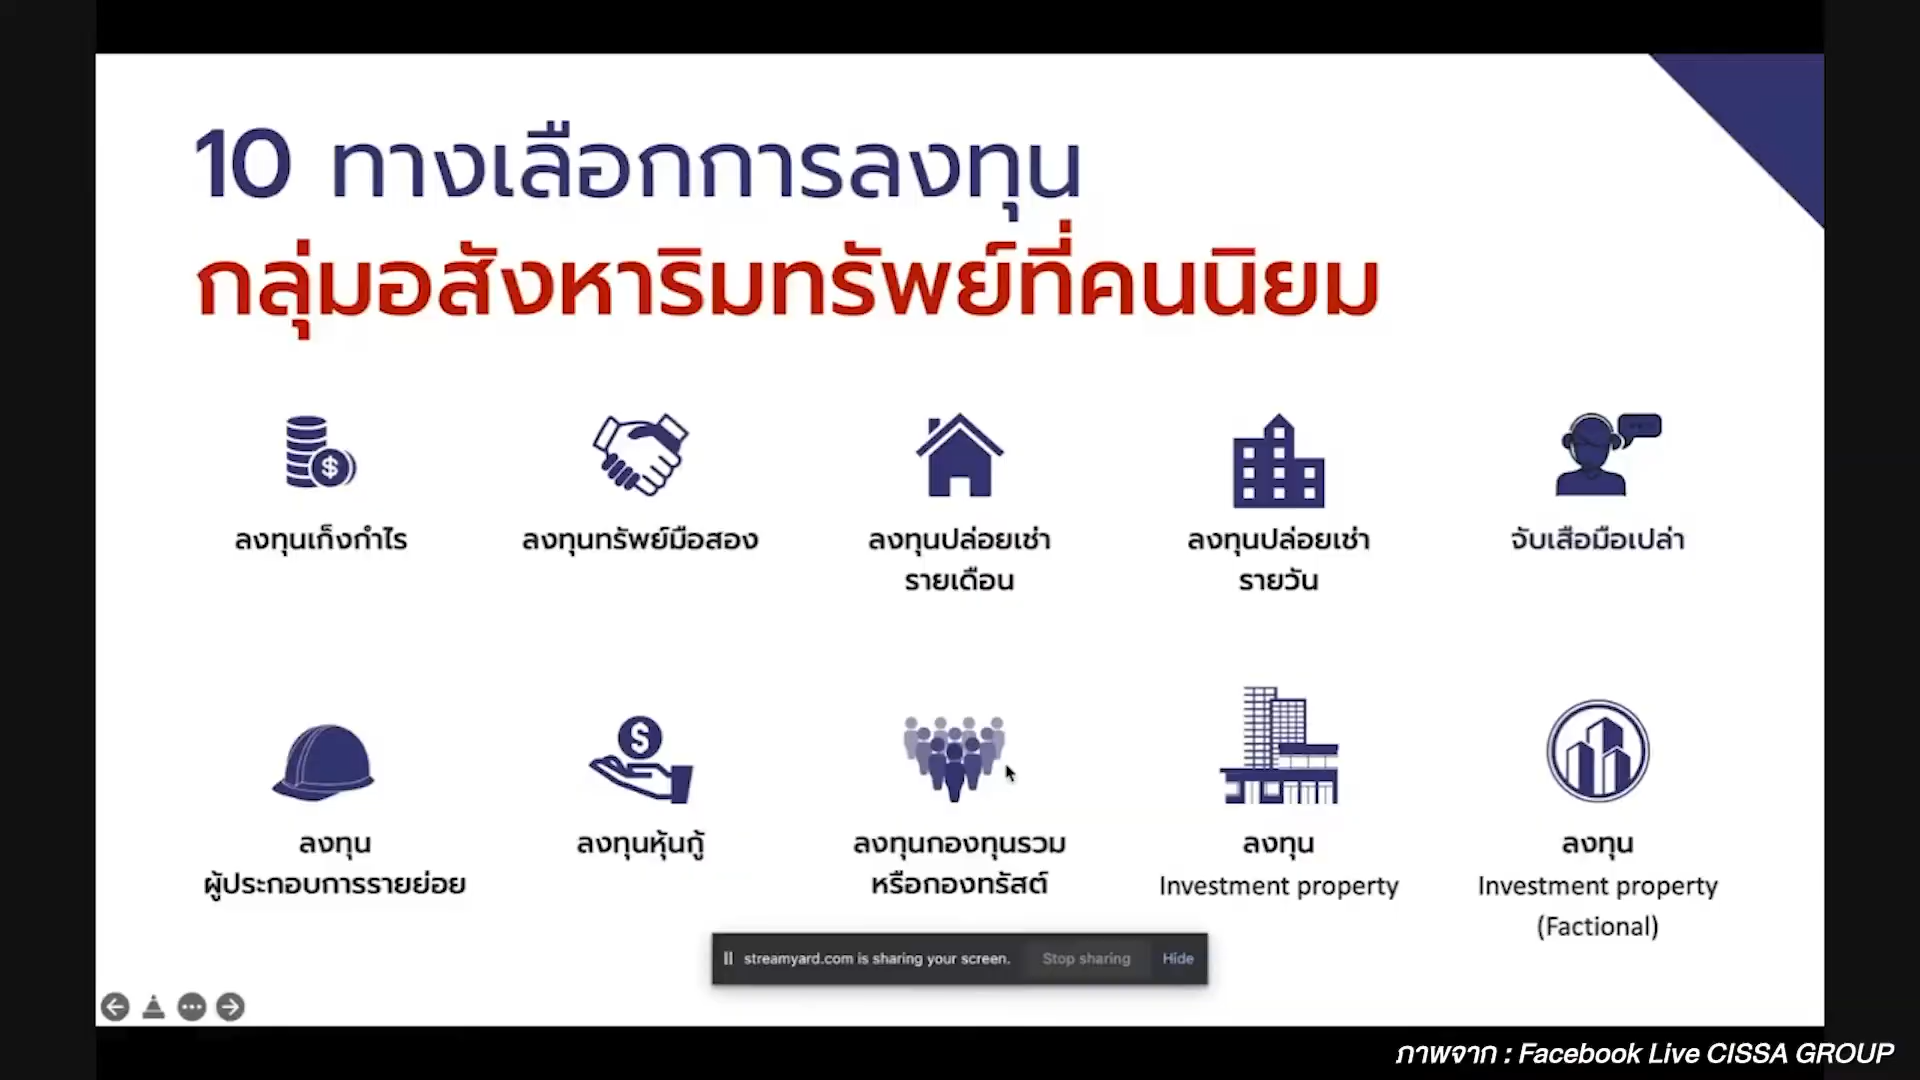 10 ทางเลือกการลงทุน
กลุ่มอสังหาริมทรัพย์ที่คนนิยม
ลงทุนเก็งกำไร
ลงทุนทรัพย์มือสอง
ลงทุนปล่อยเช่า
รายเดือน
ลงทุนปล่อยเช่า
รายวัน
จับเสือมือเปล่า
ลงทุน
ผู้ประกอบการรายย่อย
ลงทุนหุ้นกู้
ลงทุนกองทุนรวม
หรือกองทรัสต์
ลงทุน
Investment property
ลงทุน
Investment property
(Factional)
streamyard.com is sharing your screen.
Stop sharing
Hide
ภาพจาก : Facebook Live CISSA GROUP